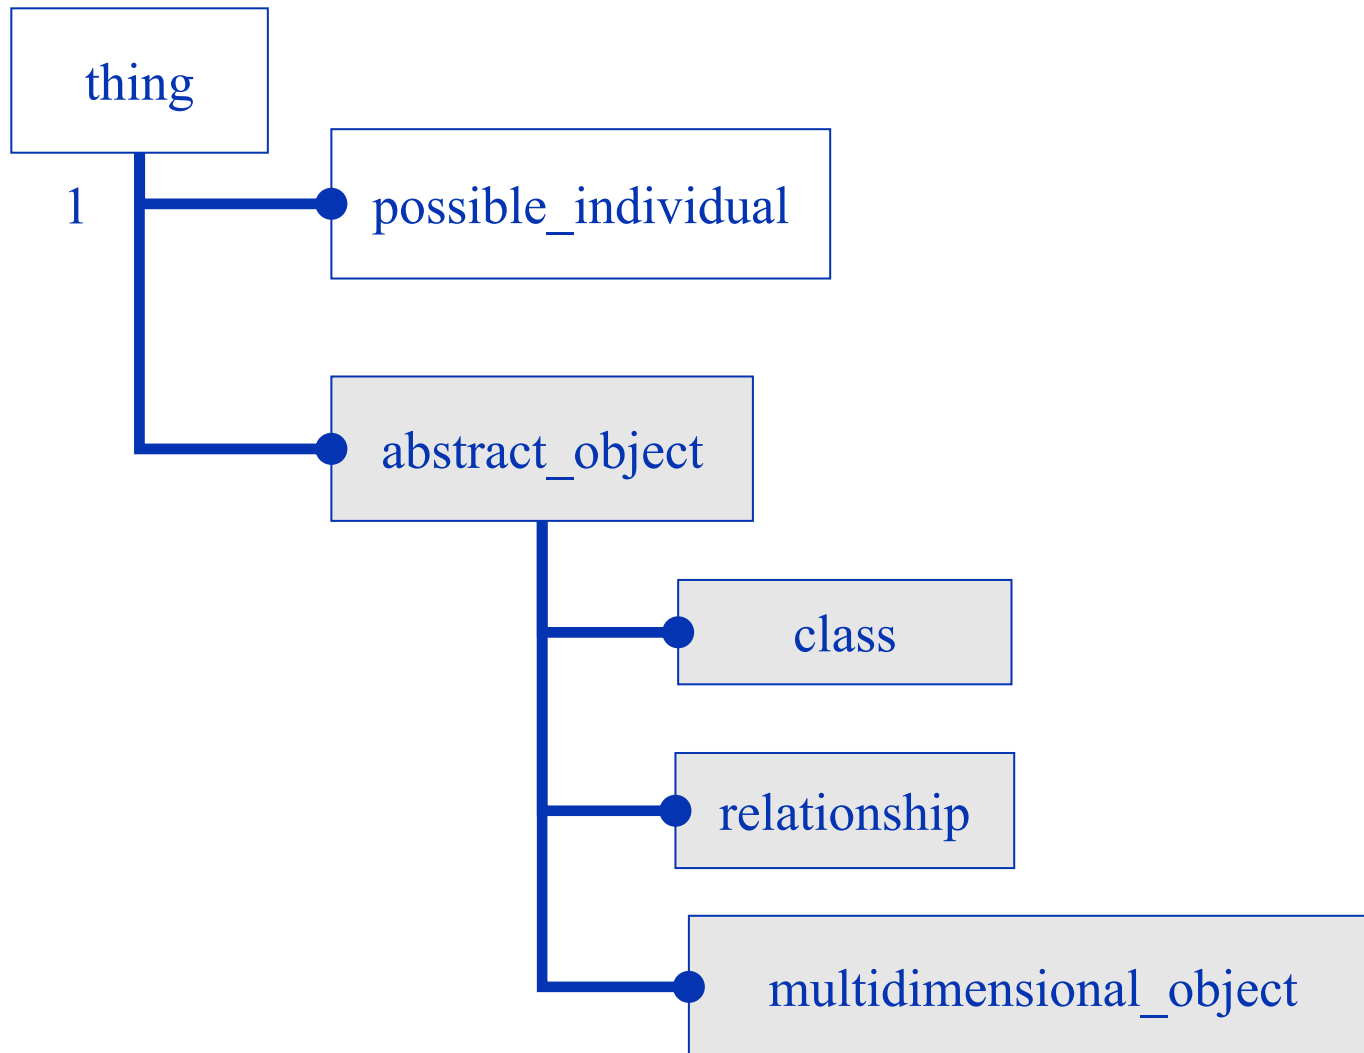 thing
1
possible_individual
abstract_object
class
relationship
multidimensional_object